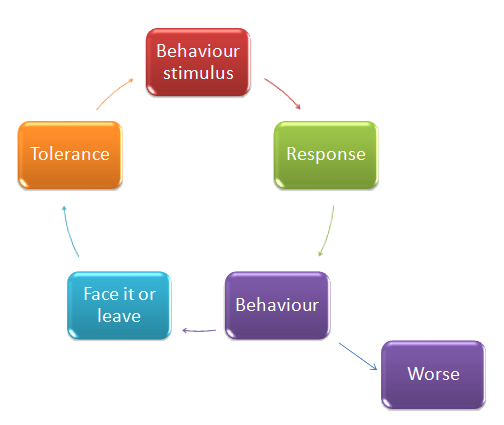 Behaviour
stimulus
Tolerance
Response
Face it or
leave
Behaviour
Worse